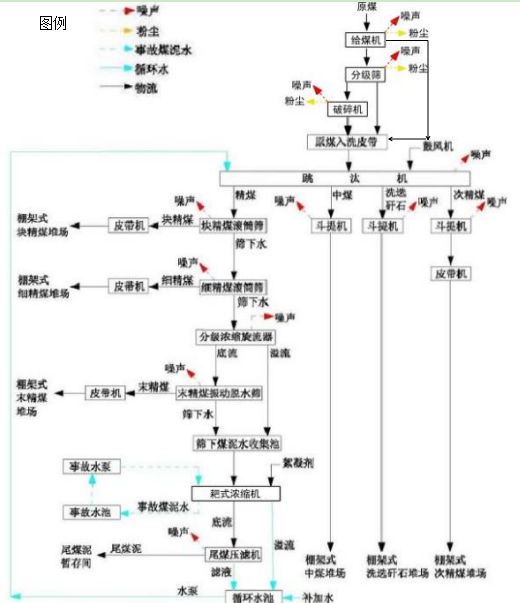 图例
噪声
粉尘
事故煤泥水
循环水
物流
原煤
噪声
给煤机
粉尘
噪声
分级筛
粉尘
噪声
粉尘
破碎机
原煤入洗皮带
鼓风机
噪声
跳汰机
精煤
中煤
洗选
矸石
次精煤
噪声
噪声
噪声
噪声
棚架式
块精煤堆场
皮带机
块精煤
块精煤滚筒筛
斗提机
斗提机
斗提机
筛下水
噪声
皮带机
棚架式
细精煤堆场
皮带机
细精煤
细精煤滚筒筛
筛下水
噪声
分级浓缩旋流器
底流
溢流
噪声
棚架式
末精煤
堆场
皮带机
末精煤
末精煤振动脱水筛
筛下水
筛下煤泥水收集池
事故水泵
絮凝剂
耙式浓缩机
事故水池
事故煤泥水
底流
噪声
溢流
尾煤泥
暂存间
尾煤泥
尾煤压滤机
滤液
棚架式
中煤堆场
棚架式
洗选矸石堆场
棚架式
次精煤堆场
水泵
循环水池
补加水